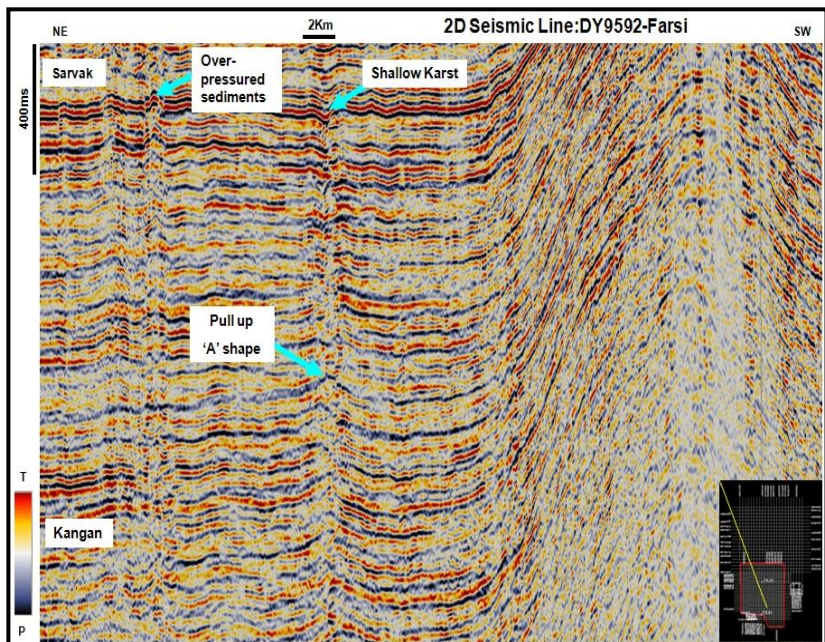 NE
2Km
2D Seismic Line:DY9592-Farsi
SW
Sarvak
Over-
pressured
sediments
Shallow Karst
400ms
Pull up
‘A’ shape
T
Kangan
P